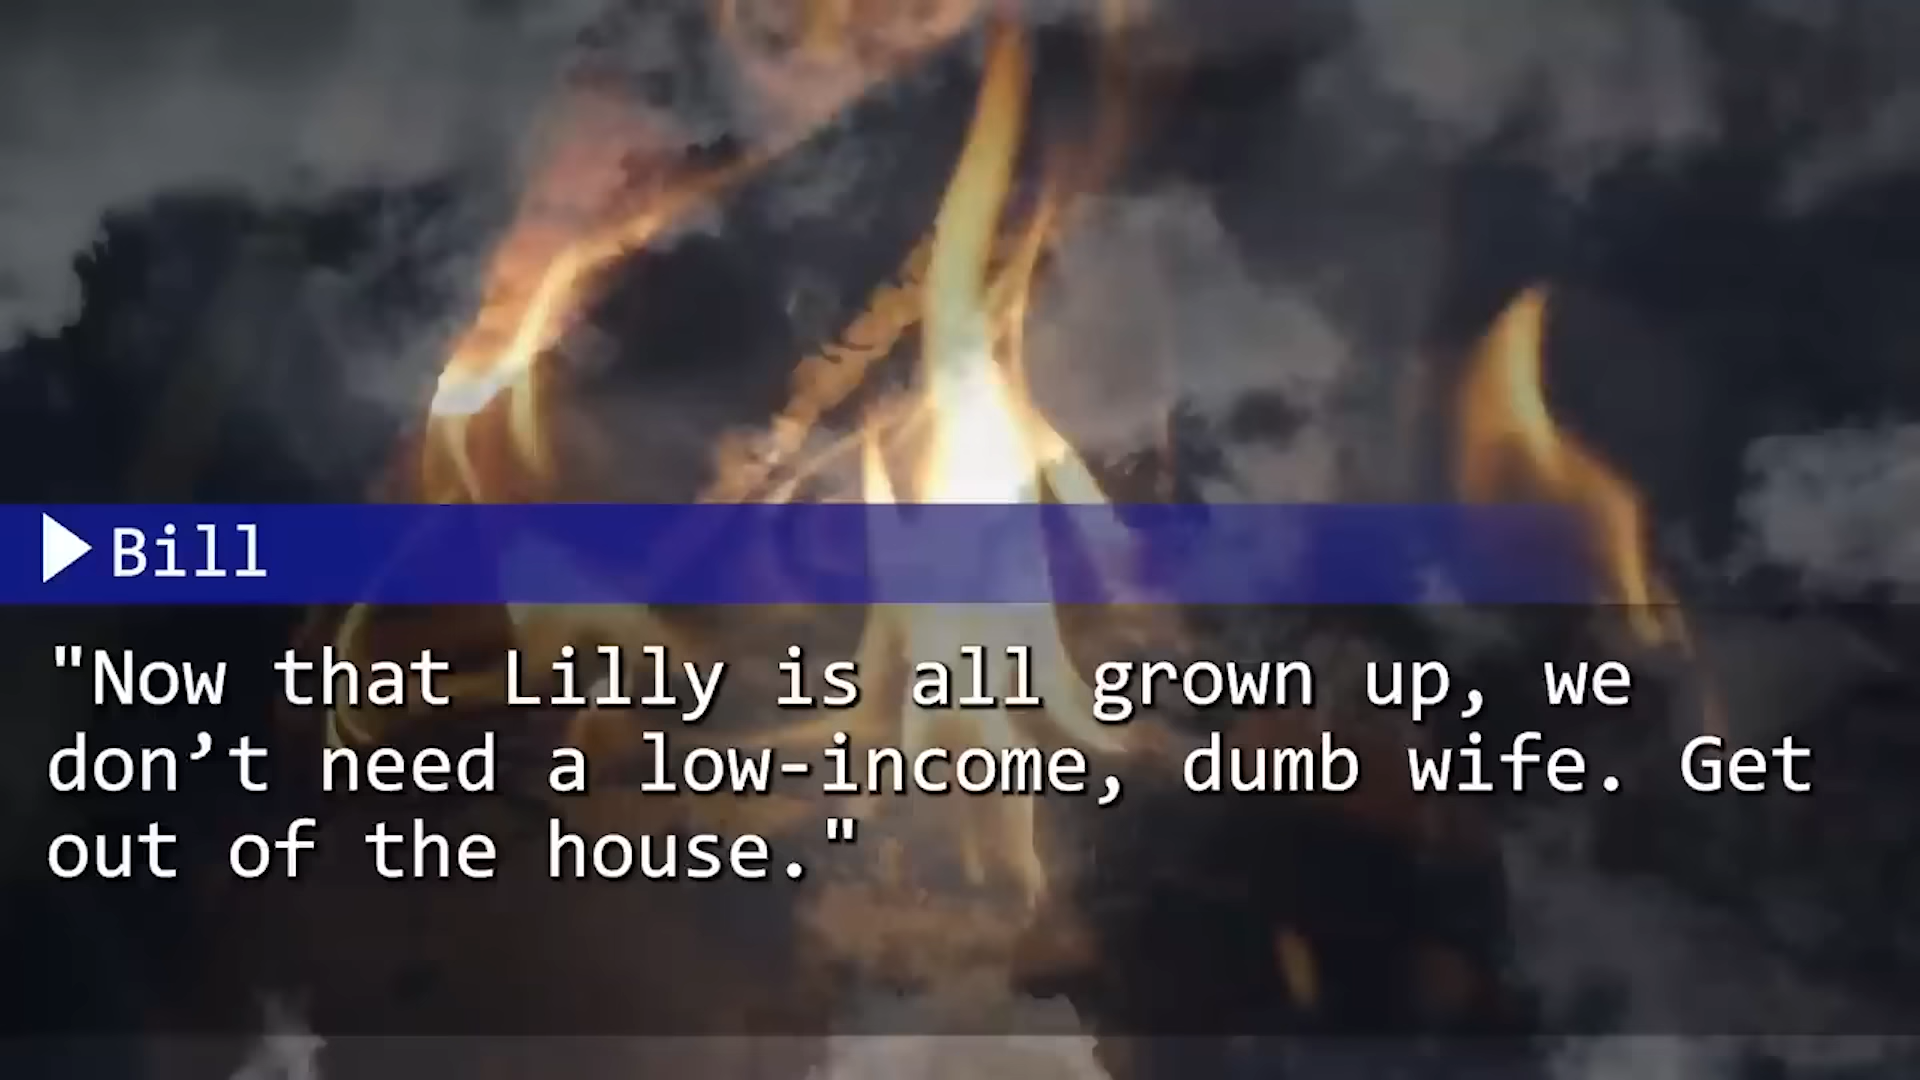 Bill
"Now that Lilly is all grown up, we
don’t need a low-income, dumb wife. Get
out of the house."